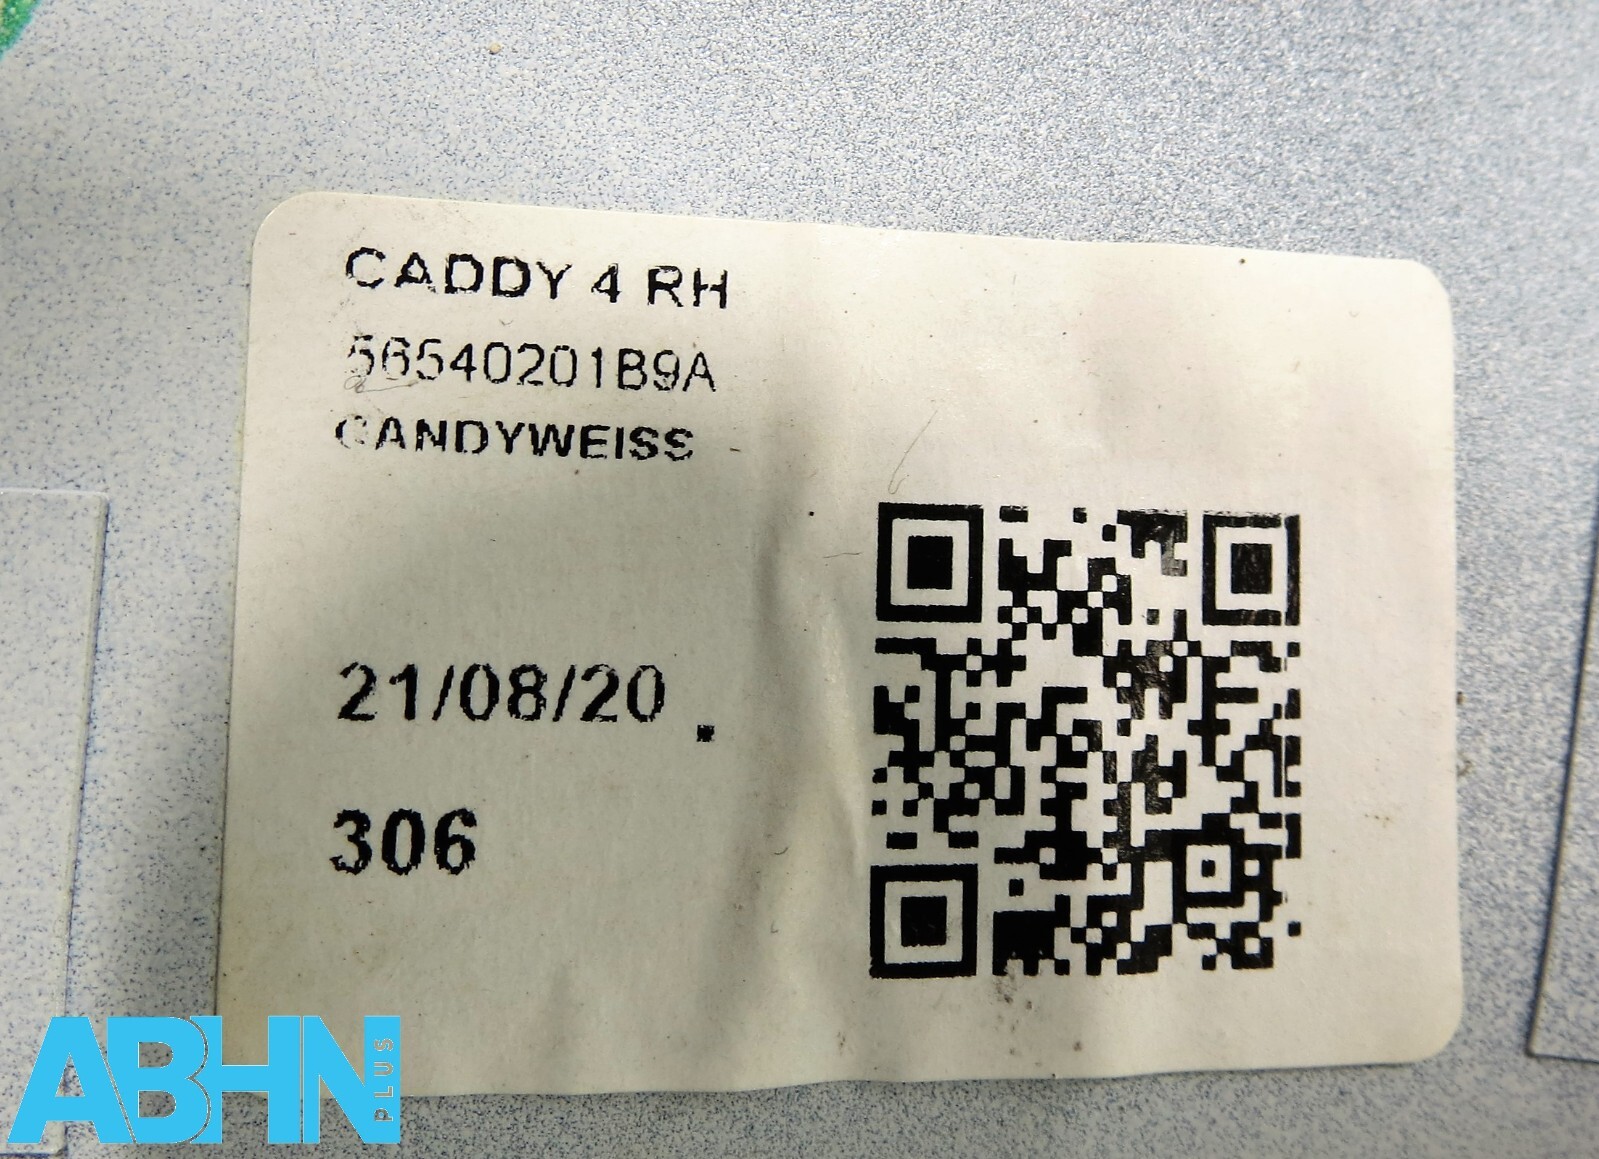 CADDY 4 RH
56540201B9A
CANDYWEISS
21/08/20 .
306
ABHN
PLUS